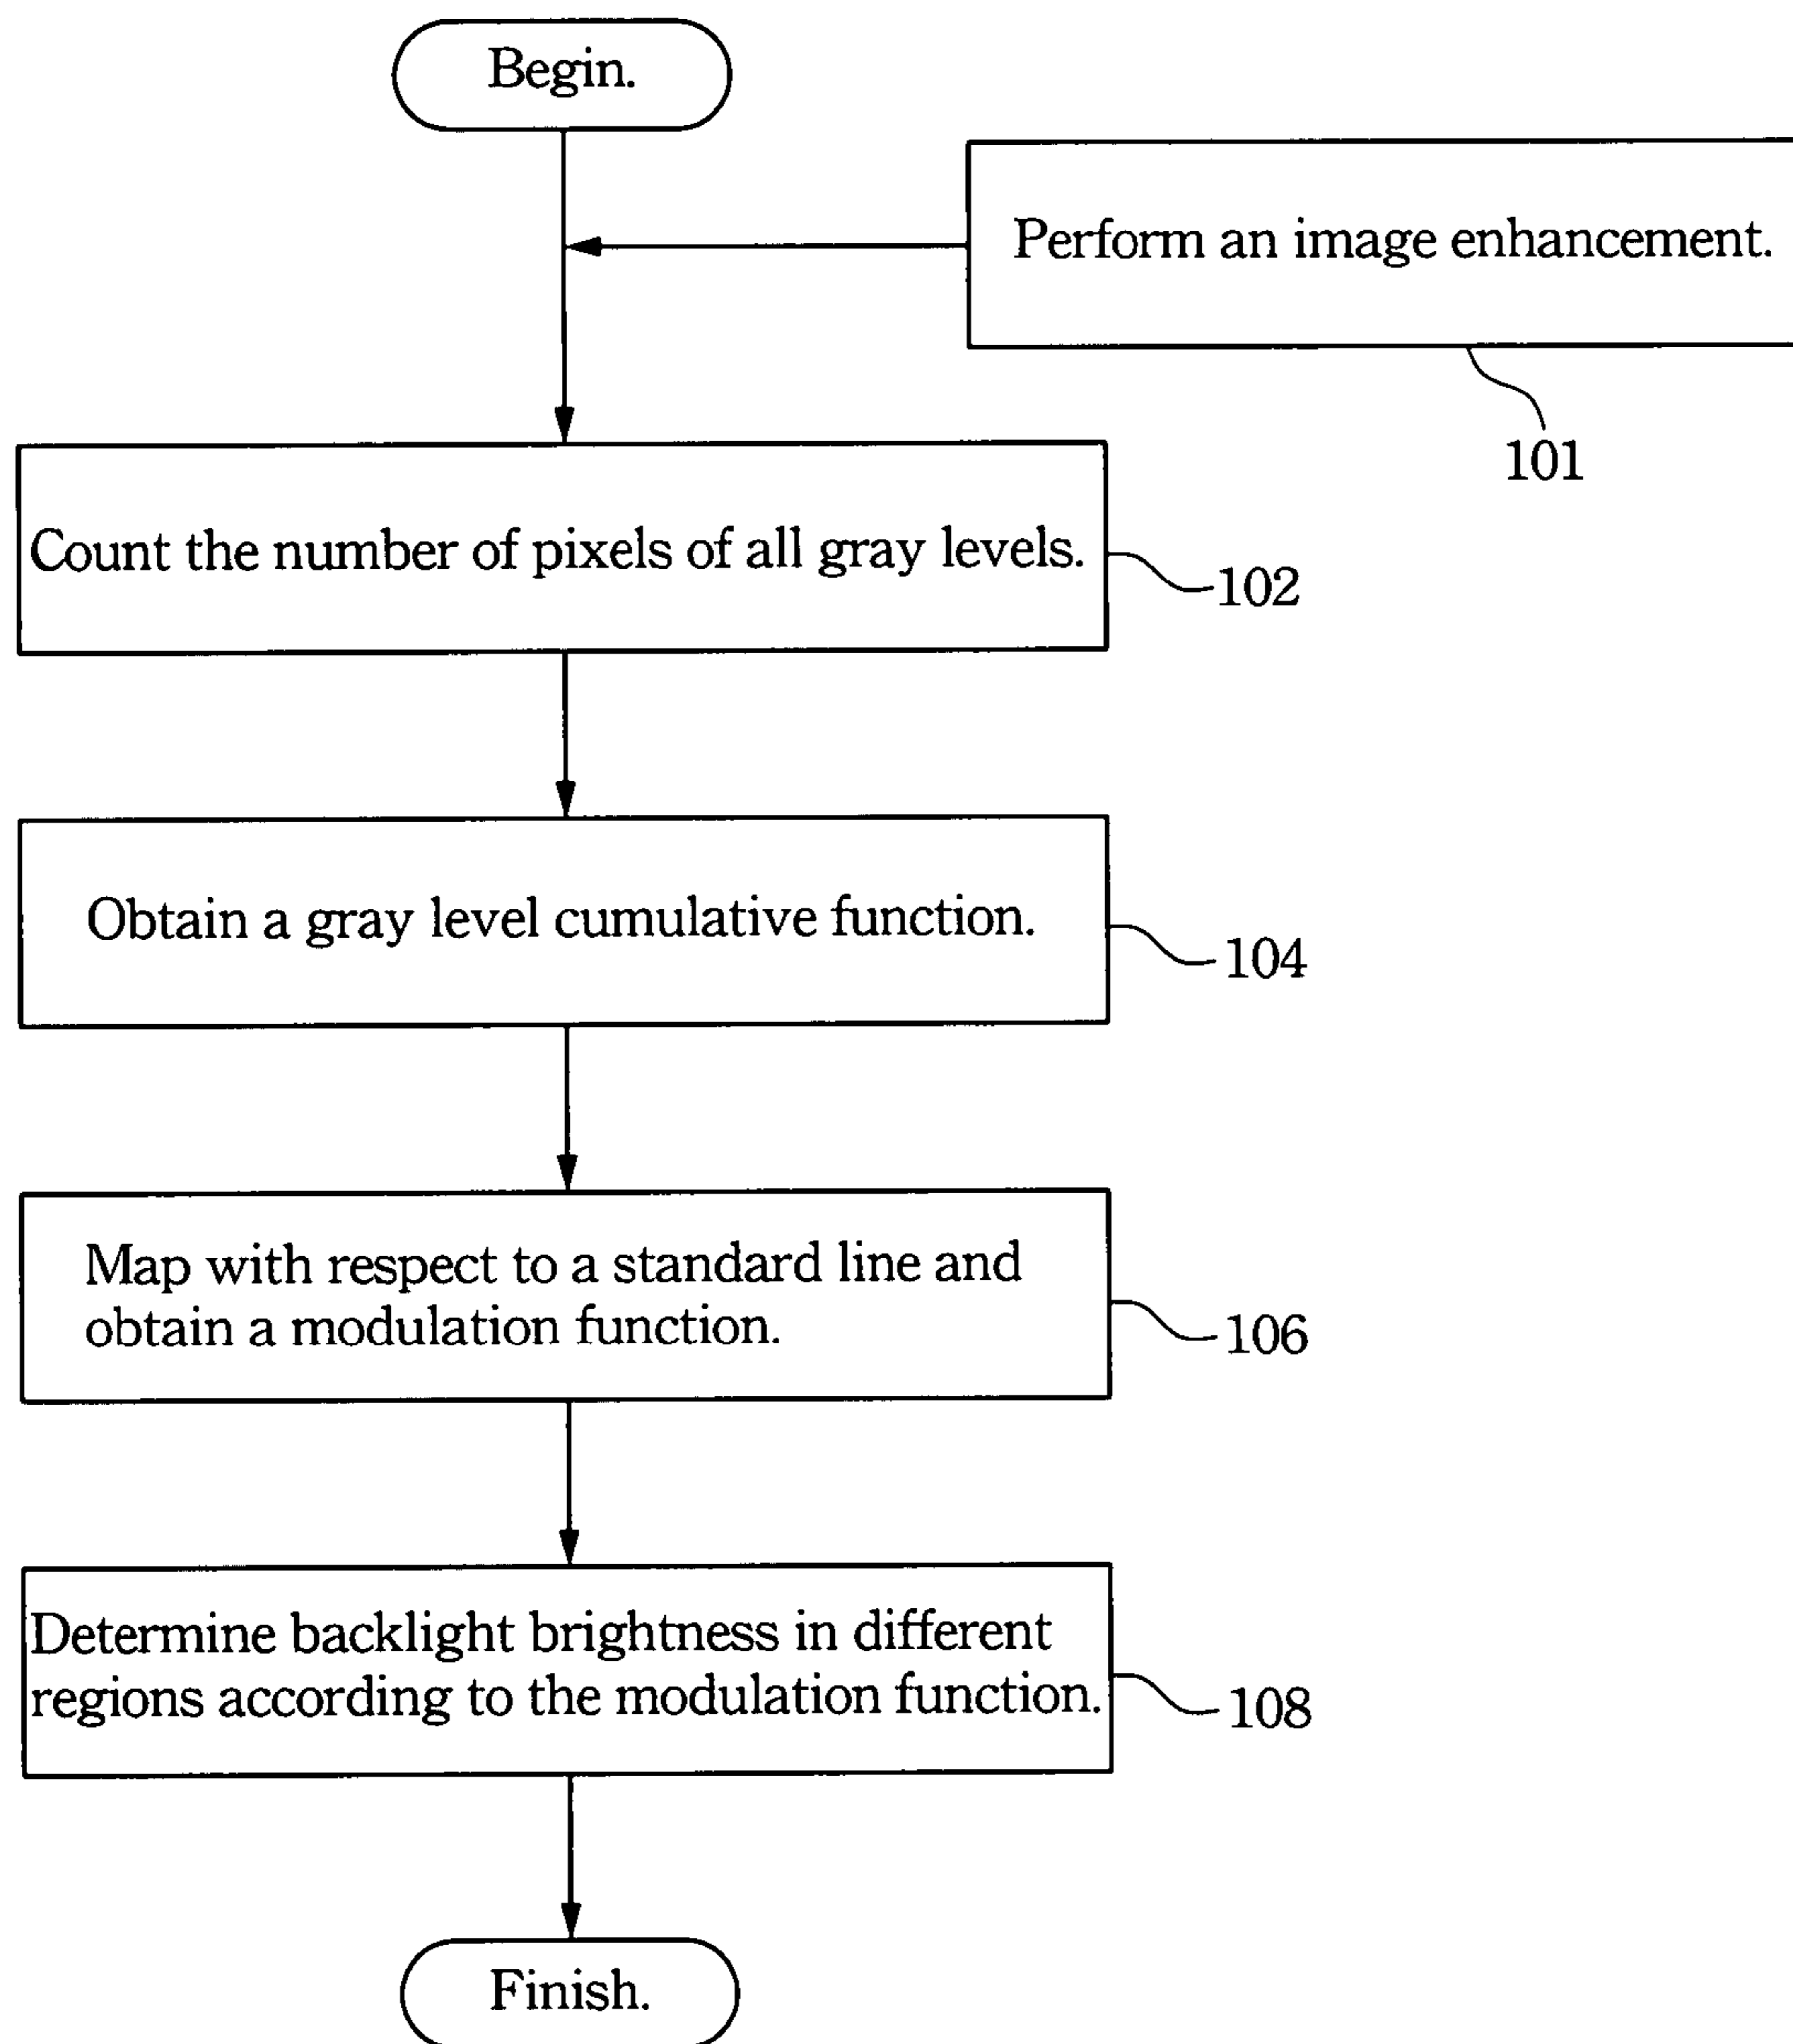 Begin.
Perform an image enhancement.
101
Count the number of pixels of all gray levels.
102
Obtain a gray level cumulative function.
104
Map with respect to a standard line and
obtain a modulation function.
106
Determine backlight brightness in different
regions according to the modulation function.
108
Finish.